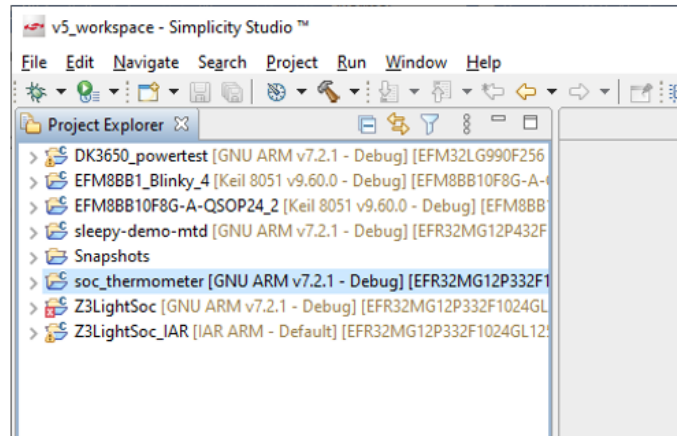 v5_workspace - Simplicity Studio ™
File Edit Navigate Search Project Run Window Help
Project Explorer
DK3650_powertest [GNU ARM v7.2.1 - Debug] [EFM32LG990F256
EFM8BB1_Blinky_4 [Keil 8051 v9.60.0 - Debug] [EFM8BB10F8G-A-
EFM8BB10F8G-A-QSOP24_2 [Keil 8051 v9.60.0 - Debug] [EFM8BB
sleepy-demo-mtd [GNU ARM v7.2.1 - Debug] [EFR32MG12P432F
Snapshots
soc_thermometer [GNU ARM v7.2.1 - Debug] [EFR32MG12P332F1
Z3LightSoc [GNU ARM v7.2.1 - Debug] [EFR32MG12P332F1024GL
Z3LightSoc_IAR [IAR ARM - Default] [EFR32MG12P332F1024GL12